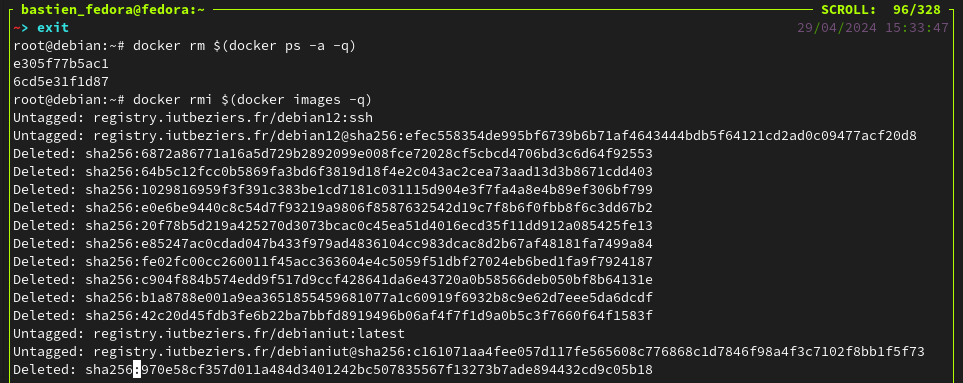 bastien_fedora@fedora:~ SCROLL: 96/328
~> exit 29/04/2024 15:33:47
root@debian:~# docker rm $(docker ps -a -q)
e305f77b5ac1
6cd5e31f1d87
root@debian:~# docker rmi $(docker images -q)
Untagged: registry.iutbeziers.fr/debian12:ssh
Untagged: registry.iutbeziers.fr/debian12@sha256:efec558354de995bf6739b6b71af4643444bdb5f64121cd2ad0c09477acf20d8
Deleted: sha256:6872a86771a16a5d729b2892099e008fce72028cf5cbcd4706bd3c6d64f92553
Deleted: sha256:64b5c12fcc0b5869fa3bd6f3819d18f4e2c043ac2cea73aad13d3b8671cdd403
Deleted: sha256:1029816959f3f391c383be1cd7181c031115d904e3f7fa4a8e4b89ef306bf799
Deleted: sha256:e0e6be9440c8c54d7f93219a9806f8587632542d19c7f8b6f0fbb8f6c3dd67b2
Deleted: sha256:20f78b5d219a425270d3073bcac0c45ea51d4016ecd35f11dd912a085425fe13
Deleted: sha256:e85247ac0cdad047b433f979ad4836104cc983dcac8d2b67af48181fa7499a84
Deleted: sha256:fe02fc00cc260011f45acc363604e4c5059f51dbf27024eb6bed1fa9f7924187
Deleted: sha256:c904f884b574edd9f517d9ccf428641da6e43720a0b58566deb050bf8b64131e
Deleted: sha256:b1a8788e001a9ea3651855459681077a1c60919f6932b8c9e62d7eee5da6dcdf
Deleted: sha256:42c20d45fdb3fe6b22ba7bbfd8919496b06af4f7f1d9a0b5c3f7660f64f1583f
Untagged: registry.iutbeziers.fr/debianiut:latest
Untagged: registry.iutbeziers.fr/debianiut@sha256:c161071aa4fee057d117fe565608c776868c1d7846f98a4f3c7102f8bb1f5f73
Deleted: sha256:970e58cf357d011a484d3401242bc507835567f13273b7ade894432cd9c05b18